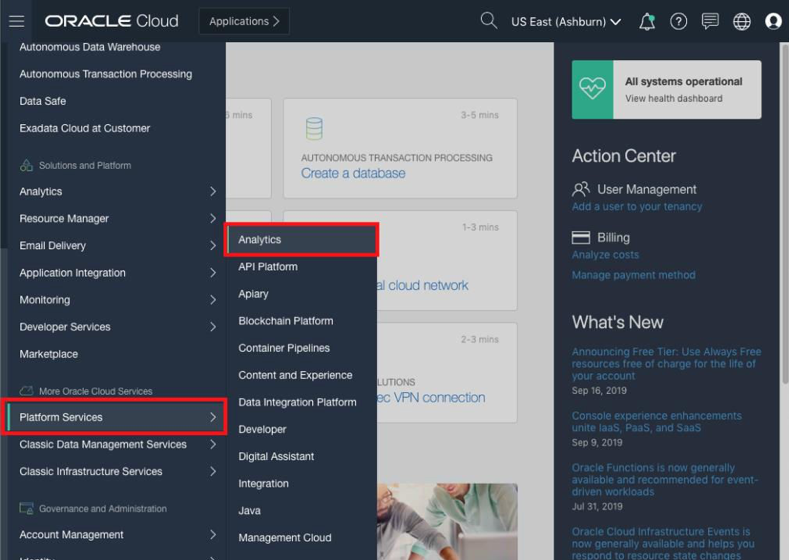 ORACLE Cloud
Applications
US East (Ashburn)
Autonomous Data Warehouse
Autonomous Transaction Processing
Data Safe
Exadata Cloud at Customer
Solutions and Platform
Analytics
Resource Manager
Email Delivery
Application Integration
Monitoring
Developer Services
Marketplace
More Oracle Cloud Services
Platform Services
Classic Data Management Services
Classic Infrastructure Services
Governance and Administration
Account Management
Analytics
API Platform
Apiary
Blockchain Platform
Container Pipelines
Content and Experience
Data Integration Platform
Developer
Digital Assistant
Integration
Java
Management Cloud
mins
3-5 mins
AUTONOMOUS TRANSACTION PROCESSING
Create a database
1-3 mins
al cloud network
2-3 mins
LUTIONS
ec VPN connection
All systems operational
View health dashboard
Action Center
User Management
Add a user to your tenancy
Billing
Analyze costs
Manage payment method
What's New
Announcing Free Tier: Use Always Free
resources free of charge for the life of
your account
Sep 16, 2019
Console experience enhancements
unite IaaS, PaaS, and SaaS
Sep 9, 2019
Oracle Functions is now generally
available and recommended for event-
driven workloads
Jul 31, 2019
Oracle Cloud Infrastructure Events is
now generally available and helps you
respond to resource state changes